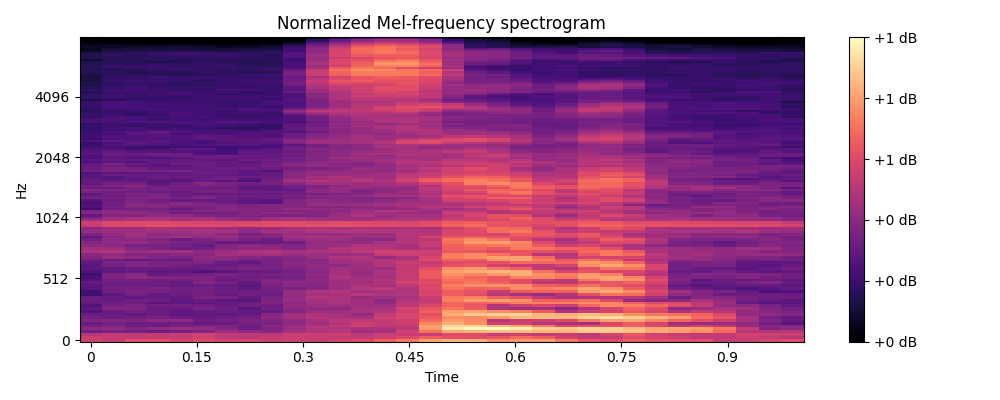 Normalized Mel-frequency spectrogram
Hz
4096
2048
1024
512
0
0 0.15 0.3 0.45 0.6 0.75 0.9
Time
+1 dB
+1 dB
+1 dB
+0 dB
+0 dB
+0 dB